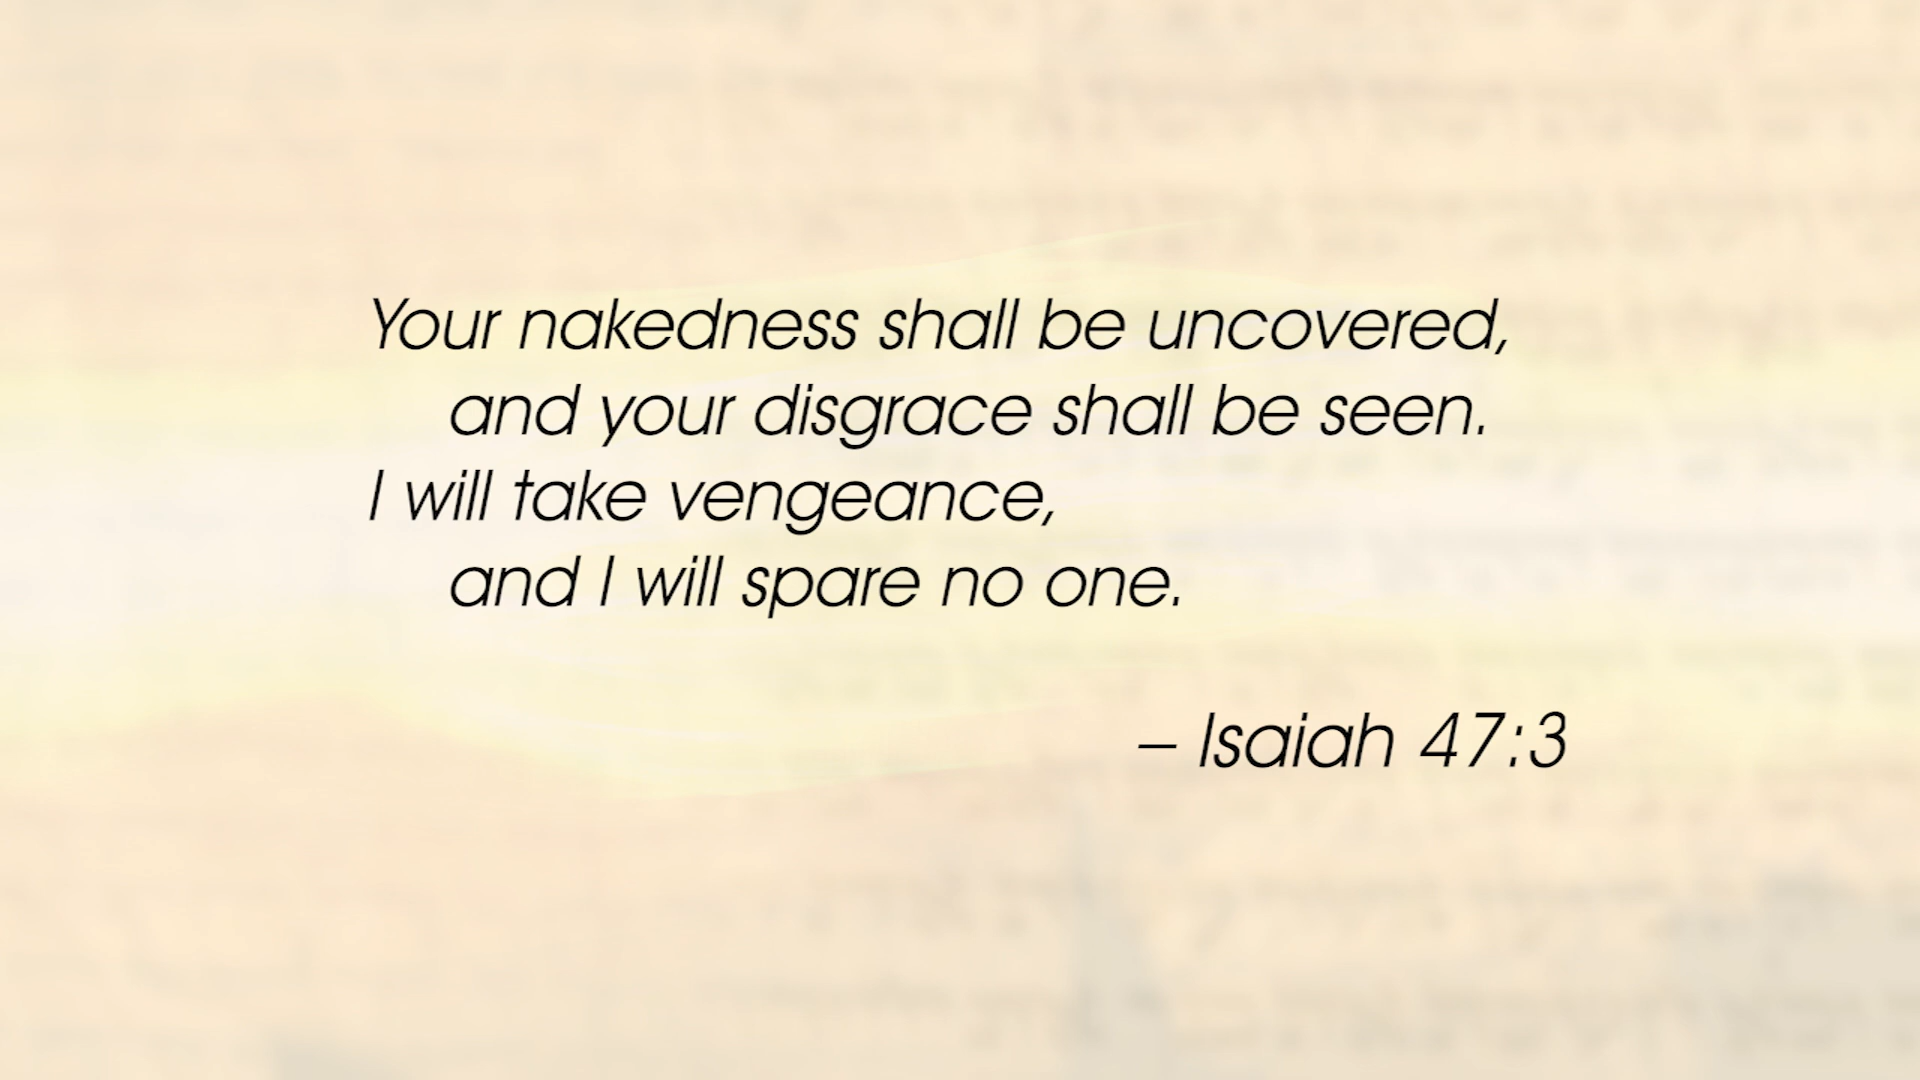 Your nakedness shall be uncovered,
and your disgrace shall be seen.
I will take vengeance,
and I will spare no one.
– Isaiah 47:3